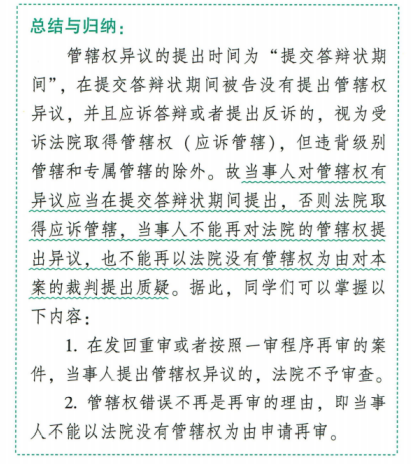 总结与归纳：
管辖权异议的提出时间为“提交答辩状期
间”，在提交答辩状期间被告没有提出管辖权
异议，并且应诉答辩或者提出反诉的，视为受
诉法院取得管辖权（应诉管辖），但违背级别
管辖和专属管辖的除外。故当事人对管辖权有
异议应当在提交答辩状期间提出，否则法院取
得应诉管辖，当事人不能再对法院的管辖权提
出异议，也不能再以法院没有管辖权为由对本
案的裁判提出质疑。据此，同学们可以掌握以
下内容：
1. 在发回重审或者按照一审程序再审的案
件，当事人提出管辖权异议的，法院不予审查。
2. 管辖权错误不再是再审的理由，即当事
人不能以法院没有管辖权为由申请再审。